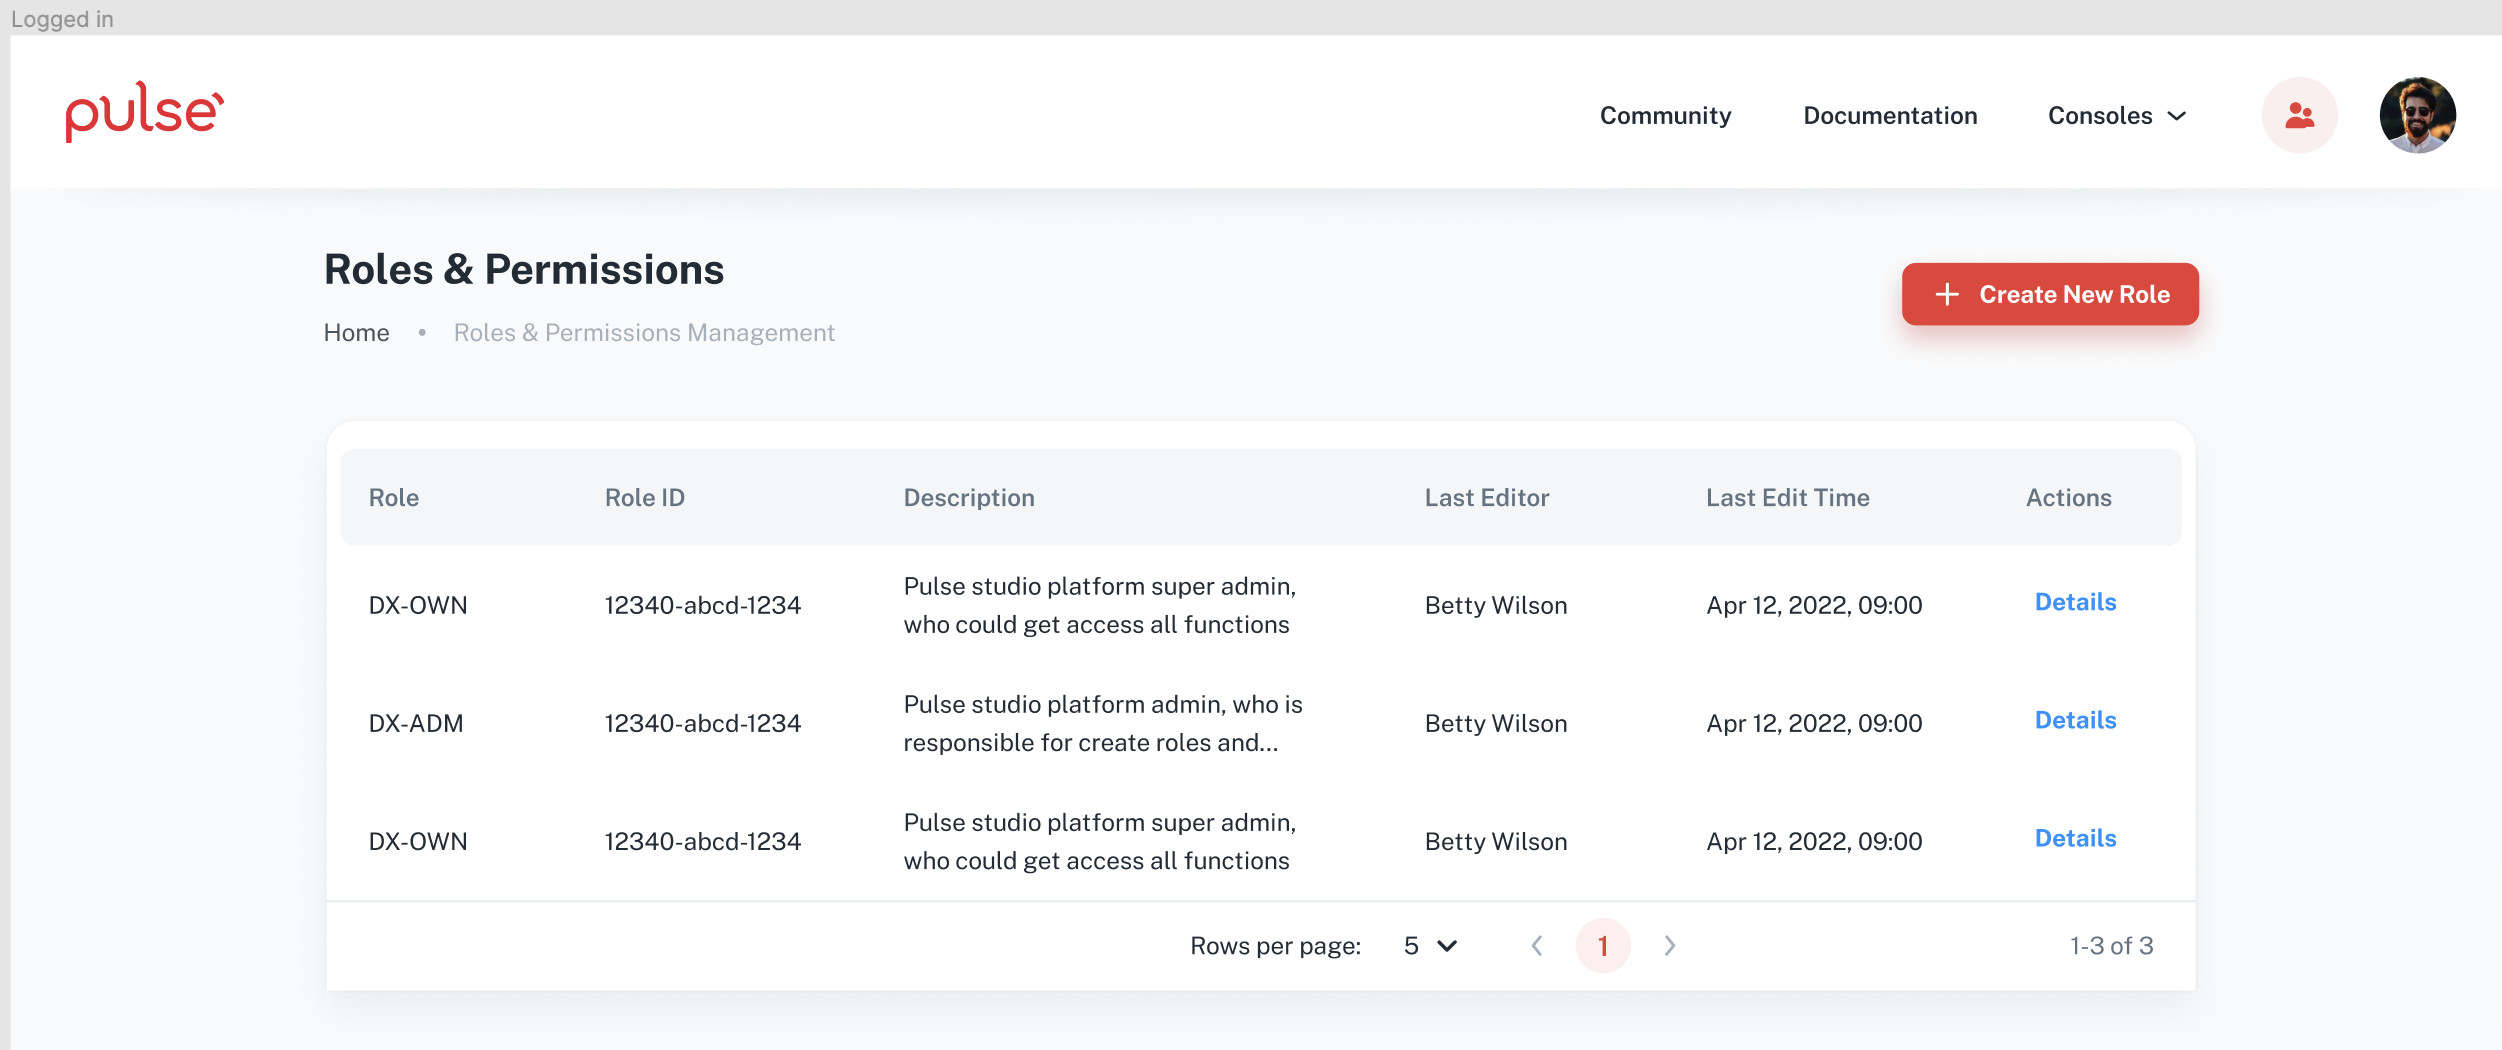 Logged in
pulse
Community Documentation Consoles
Roles & Permissions
Create New Role
Home • Roles & Permissions Management
Role Role ID Description Last Editor Last Edit Time Actions
DX-OWN 12340-abcd-1234 Pulse studio platform super admin, Betty Wilson Apr 12, 2022, 09:00 Details
who could get access all functions
DX-ADM 12340-abcd-1234 Pulse studio platform admin, who is Betty Wilson Apr 12, 2022, 09:00 Details
responsible for create roles and...
DX-OWN 12340-abcd-1234 Pulse studio platform super admin, Betty Wilson Apr 12, 2022, 09:00 Details
who could get access all functions
Rows per page: 5 1 1-3 of 3